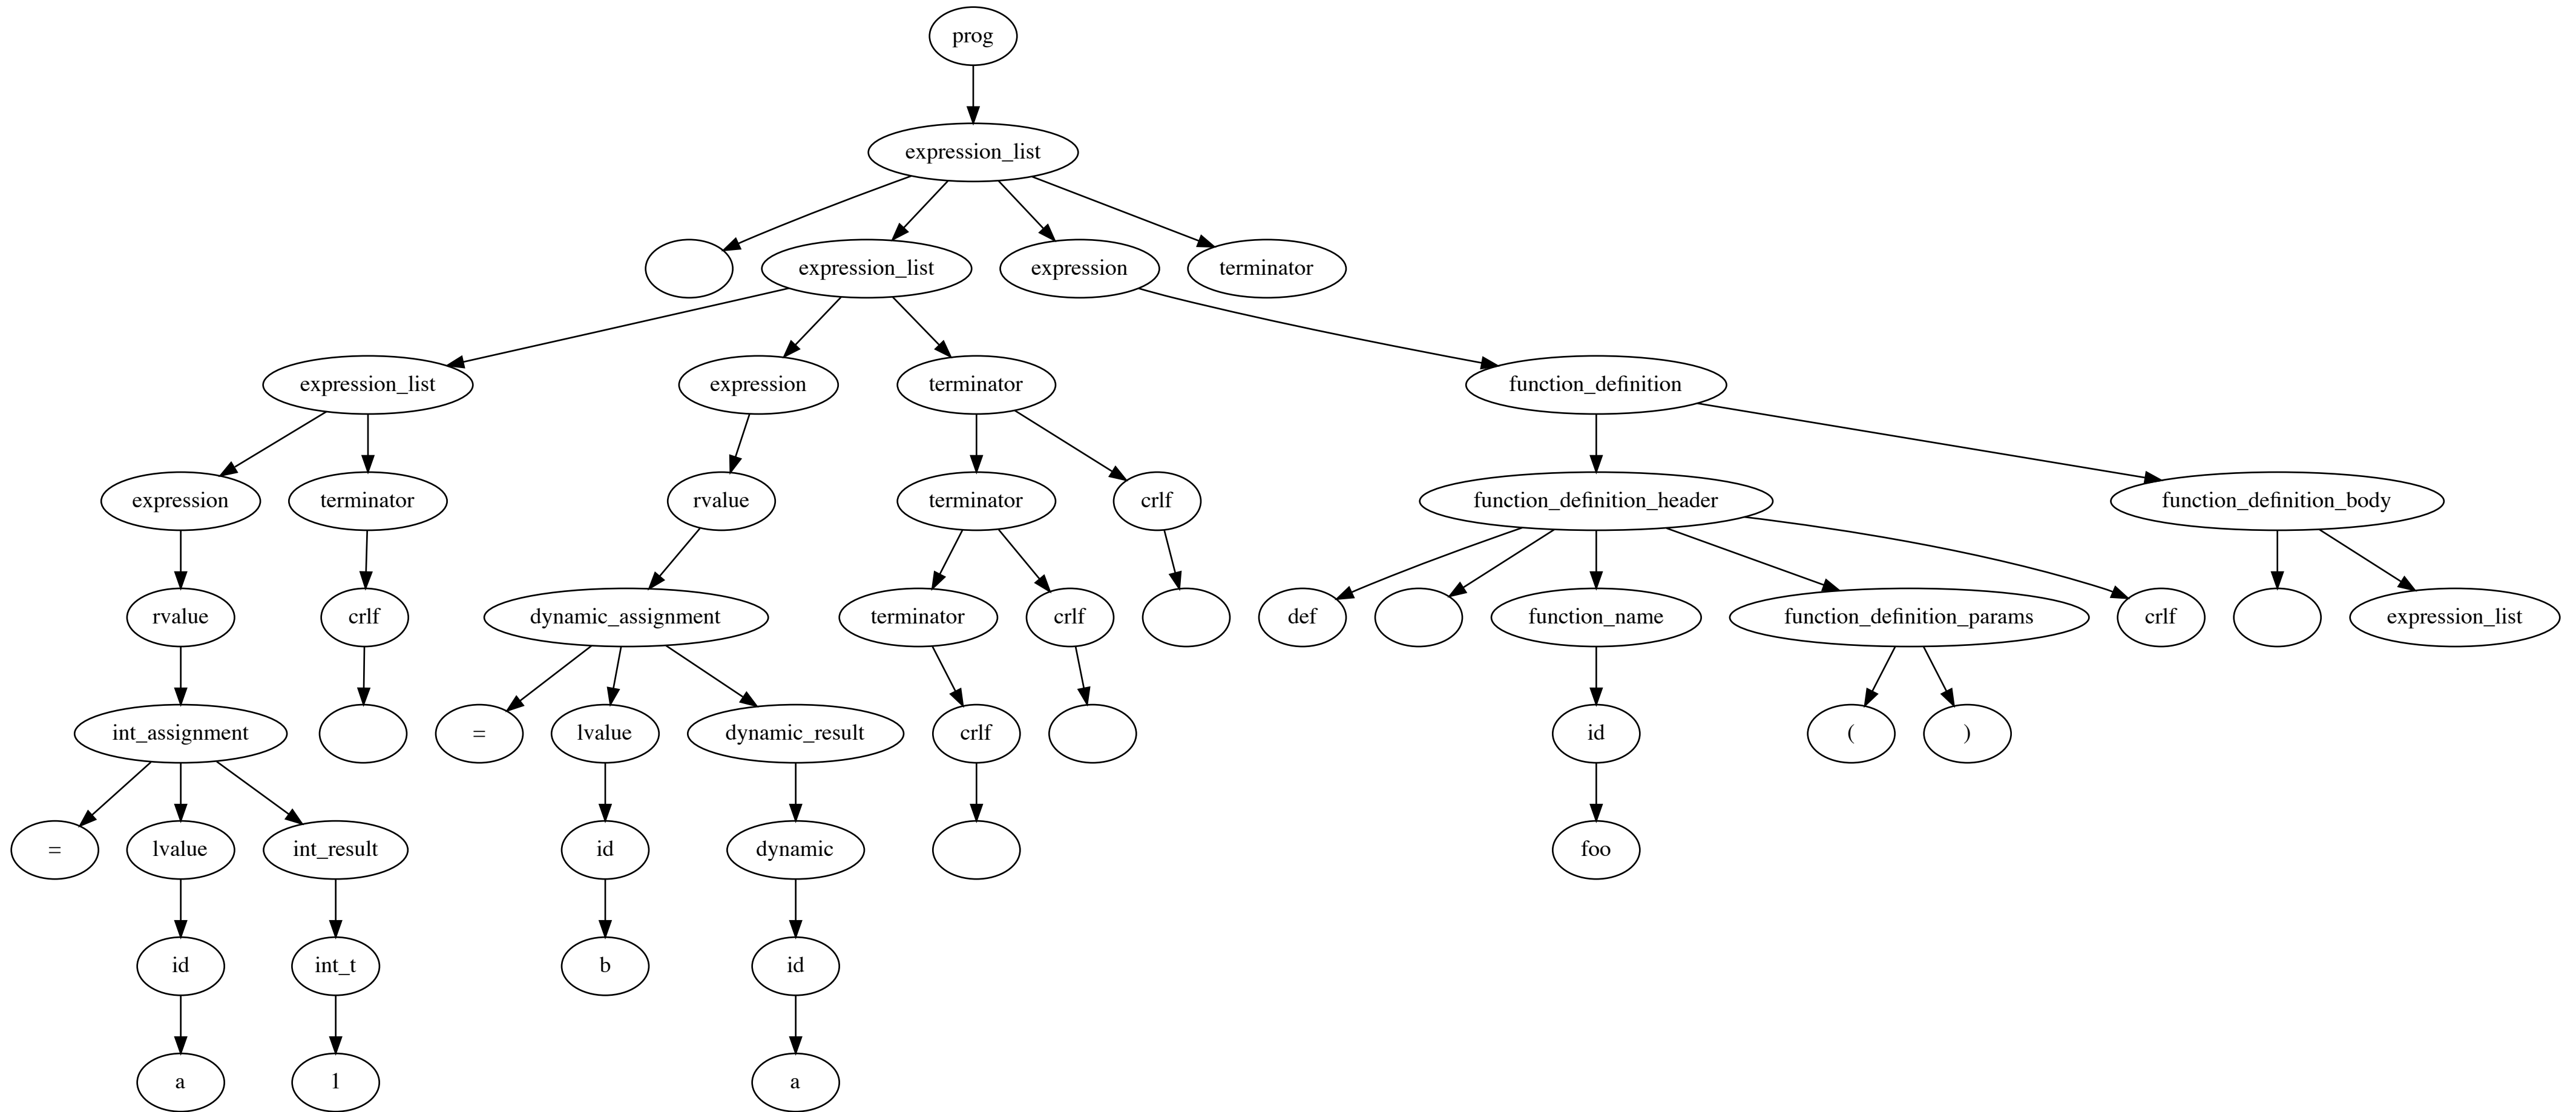 prog
expression_list
expression_list
expression
terminator
expression_list
expression
terminator
function_definition
expression
terminator
rvalue
terminator
crlf
function_definition_header
function_definition_body
rvalue
crlf
dynamic_assignment
terminator
crlf
def
function_name
function_definition_params
crlf
expression_list
int_assignment
=
lvalue
dynamic_result
crlf
id
(
)
=
lvalue
int_result
id
dynamic
foo
id
int_t
b
id
a
1
a